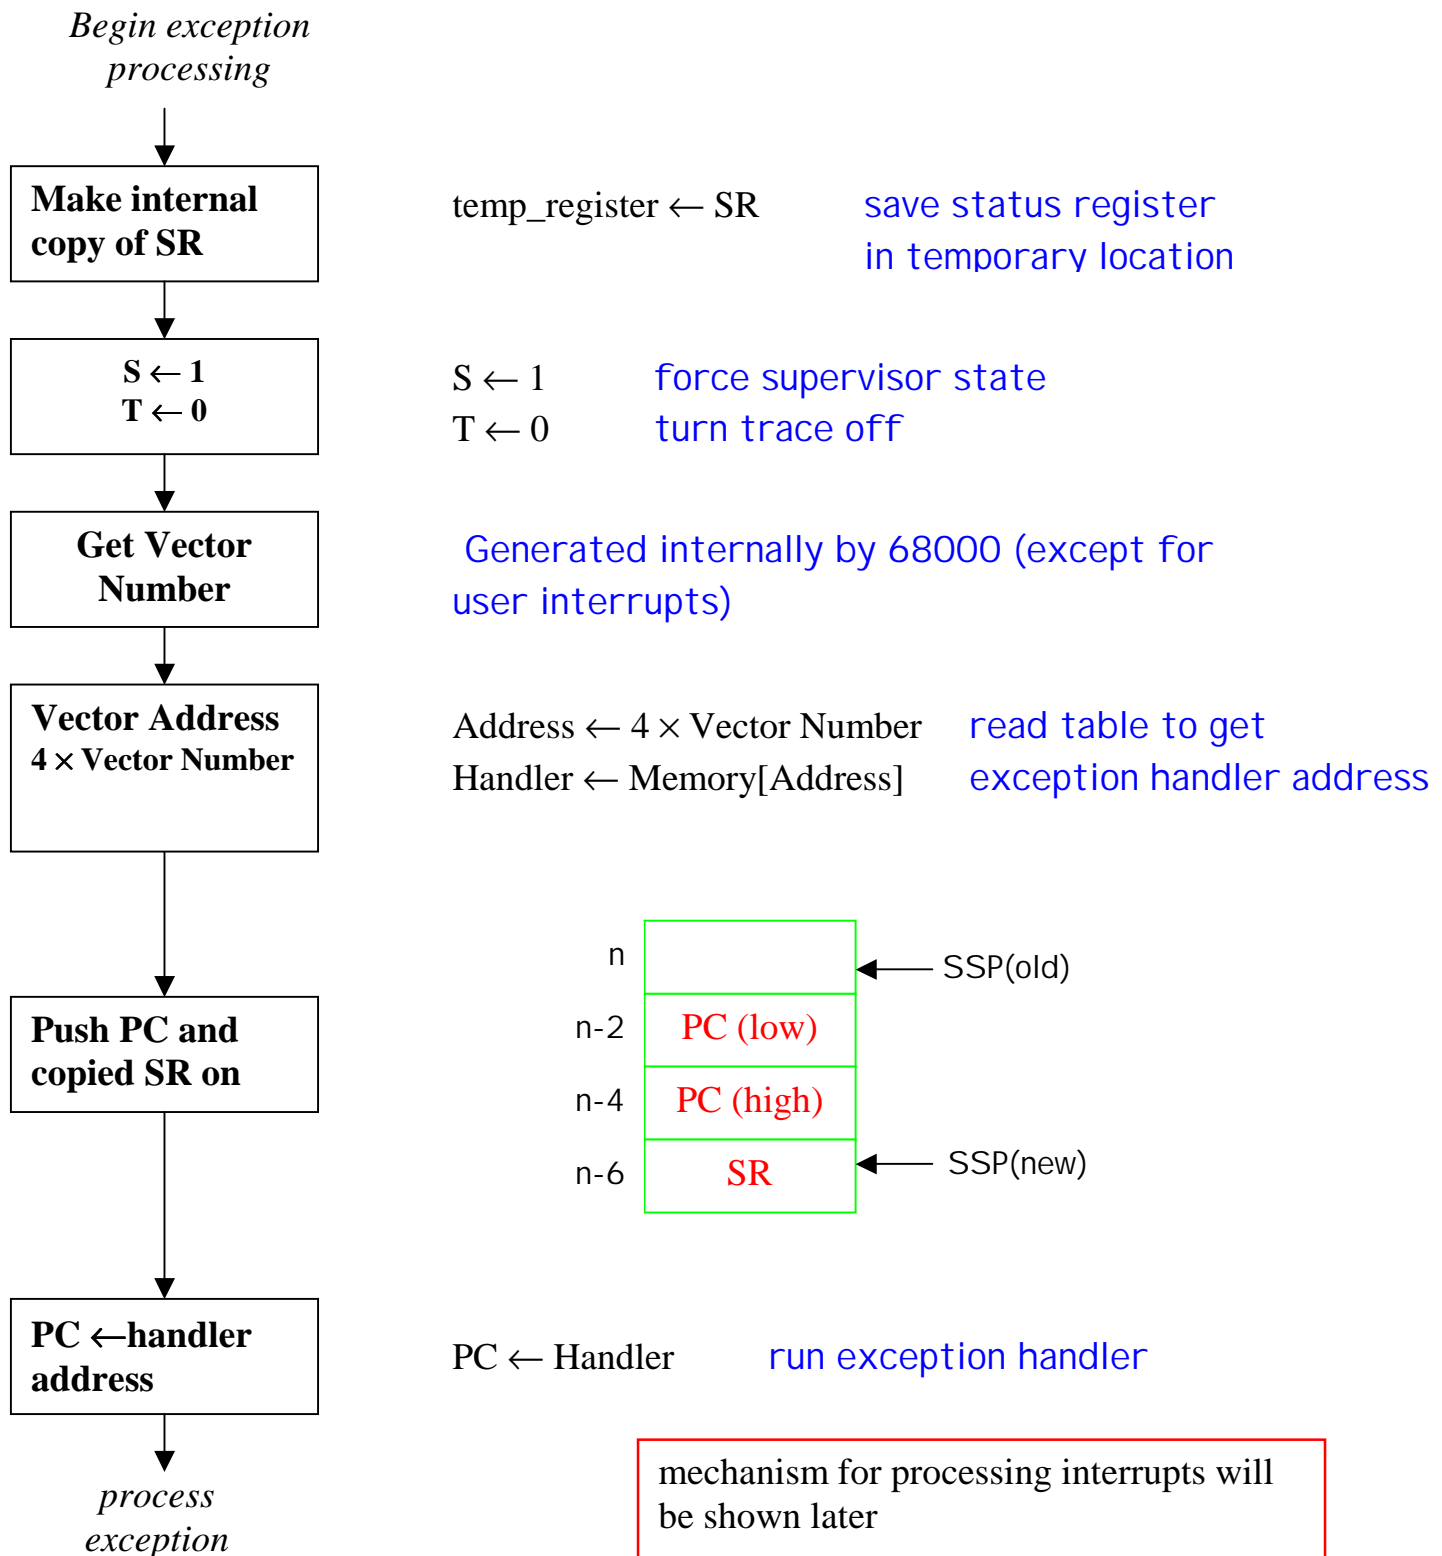 Begin exception
processing
Make internal
copy of SR
temp_register ← SR
save status register
in temporary location
S ← 1
T ← 0
S ← 1 force supervisor state
T ← 0 turn trace off
Get Vector
Number
Generated internally by 68000 (except for
user interrupts)
Vector Address
4 × Vector Number
Address ← 4 × Vector Number read table to get
Handler ← Memory[Address] exception handler address
n
SSP(old)
n-2 PC (low)
n-4 PC (high)
n-6 SR
SSP(new)
Push PC and
copied SR on
PC ←handler
address
PC ← Handler run exception handler
process
exception
mechanism for processing interrupts will
be shown later